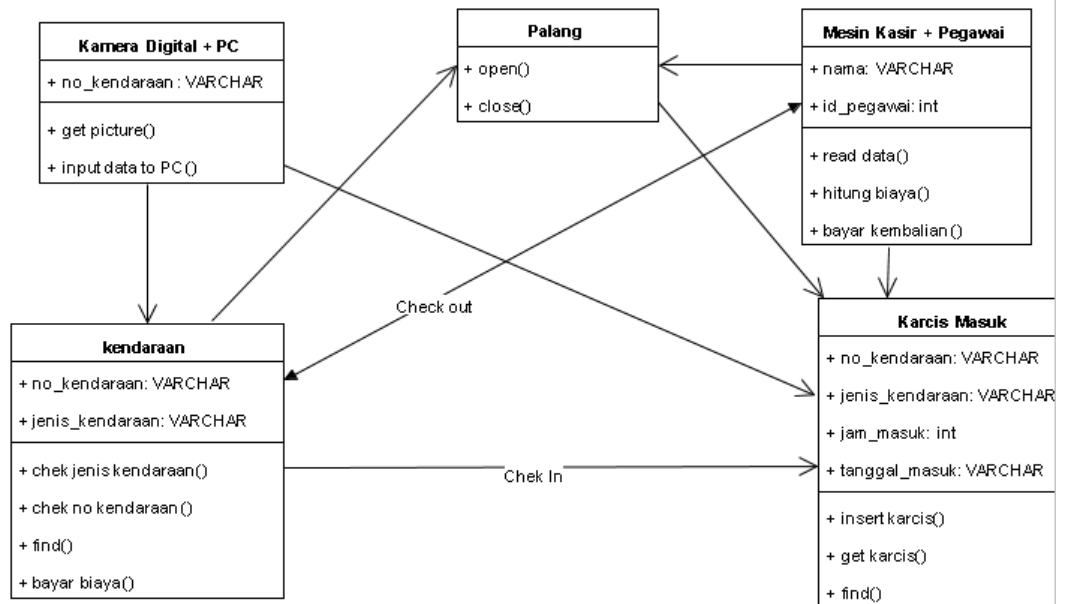 Kamera Digital + PC
+ no_kendaraan : VARCHAR
+ get picture()
+ input data to PC()
Palang
+ open()
+ close()
Mesin Kasir + Pegawai
+ nama: VARCHAR
+ id_pegawai: int
+ read data()
+ hitung biaya()
+ bayar kembalian()
Check out
kendaraan
+ no_kendaraan: VARCHAR
+ jenis_kendaraan: VARCHAR
+ chek jenis kendaraan()
+ chek no kendaraan()
+ find()
+ bayar biaya()
Chek In
Karcis Masuk
+ no_kendaraan: VARCHAR
+ jenis_kendaraan: VARCHAR
+ jam_masuk: int
+ tanggal_masuk: VARCHAR
+ insert karcis()
+ get karcis()
+ find()